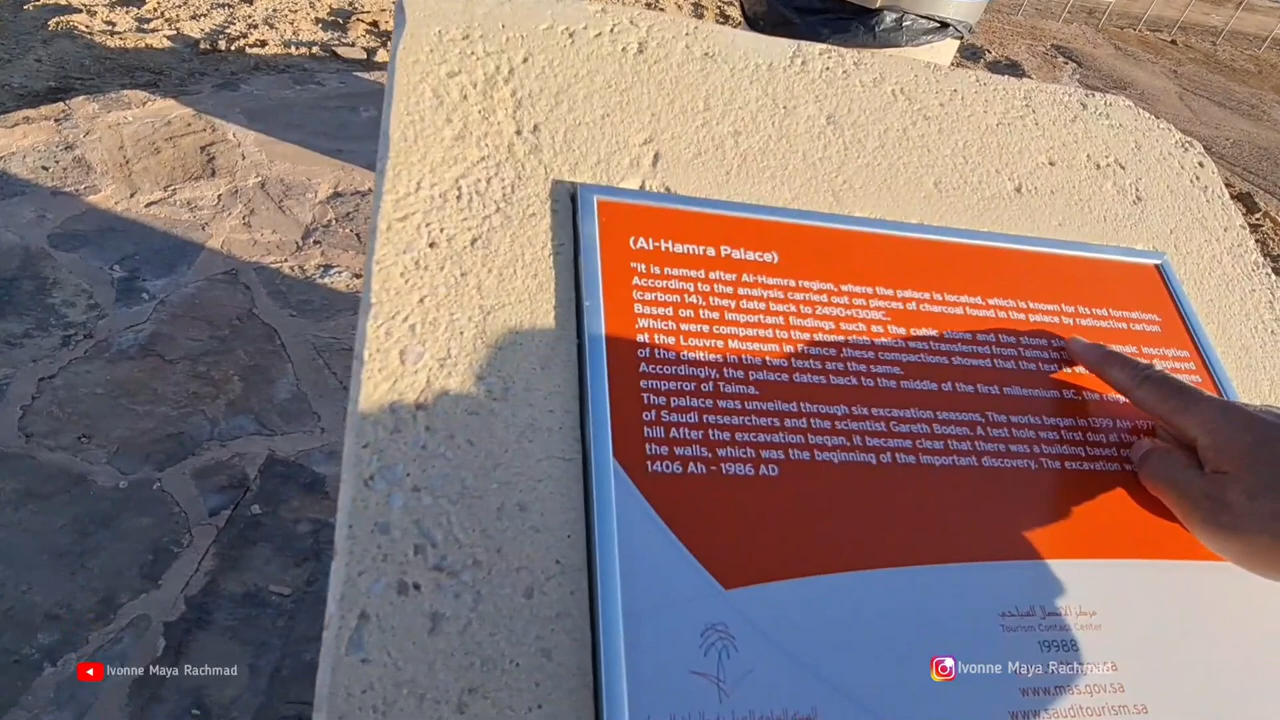 (Al-Hamra Palace)
"It is named after Al-Hamra region, where the palace is located, which is known for its red formations.
According to the analysis carried out on pieces of charcoal found in the palace by radioactive carbon
(carbon 14), they date back to 2490+130BC.
Based on the important findings such as the cubic stone and the stone inscription
,Which were compared to the stone slab which was transferred from Taima in displayed
at the Louvre Museum in France ,these compactions showed that the text is names
of the deities in the two texts are the same.
Accordingly, the palace dates back to the middle of the first millennium BC, the
emperor of Taima.
The palace was unveiled through six excavation seasons, The works began in 1399 AH-
of Saudi researchers and the scientist Gareth Boden. A test hole was first dug at the
hill After the excavation began, it became clear that there was a building based
the walls, which was the beginning of the important discovery. The excavation
1406 Ah - 1986 AD
مركز الاتصال السياحي
Tourism Contact Center
19988
www.mas.gov.sa
www.sauditourism.sa
Ivonne Maya Rachmad
Ivonne Maya Rachmad